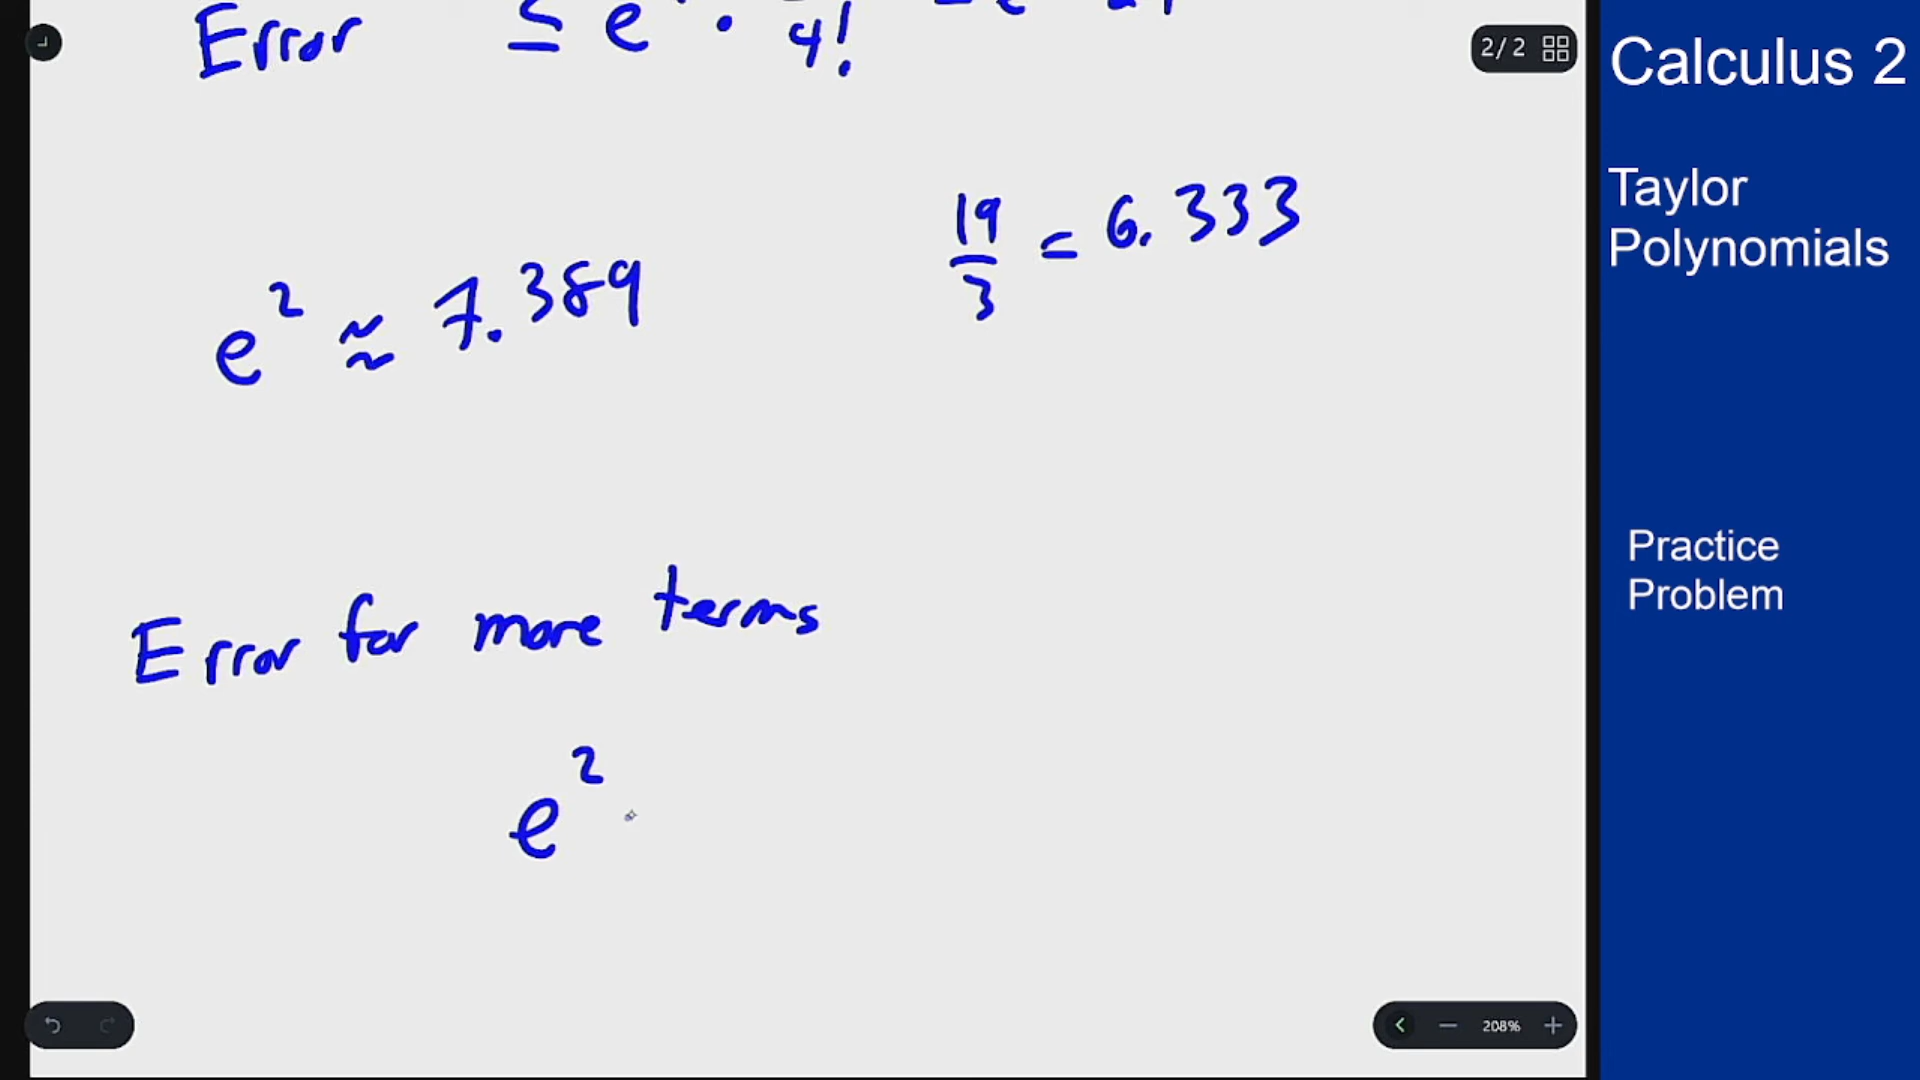 Error ≤ e · 4!
2/2
Calculus 2
Taylor
Polynomials
19/3 = 6.333
e² ≈ 7.389
Practice
Problem
Error for more terms
e²
208%